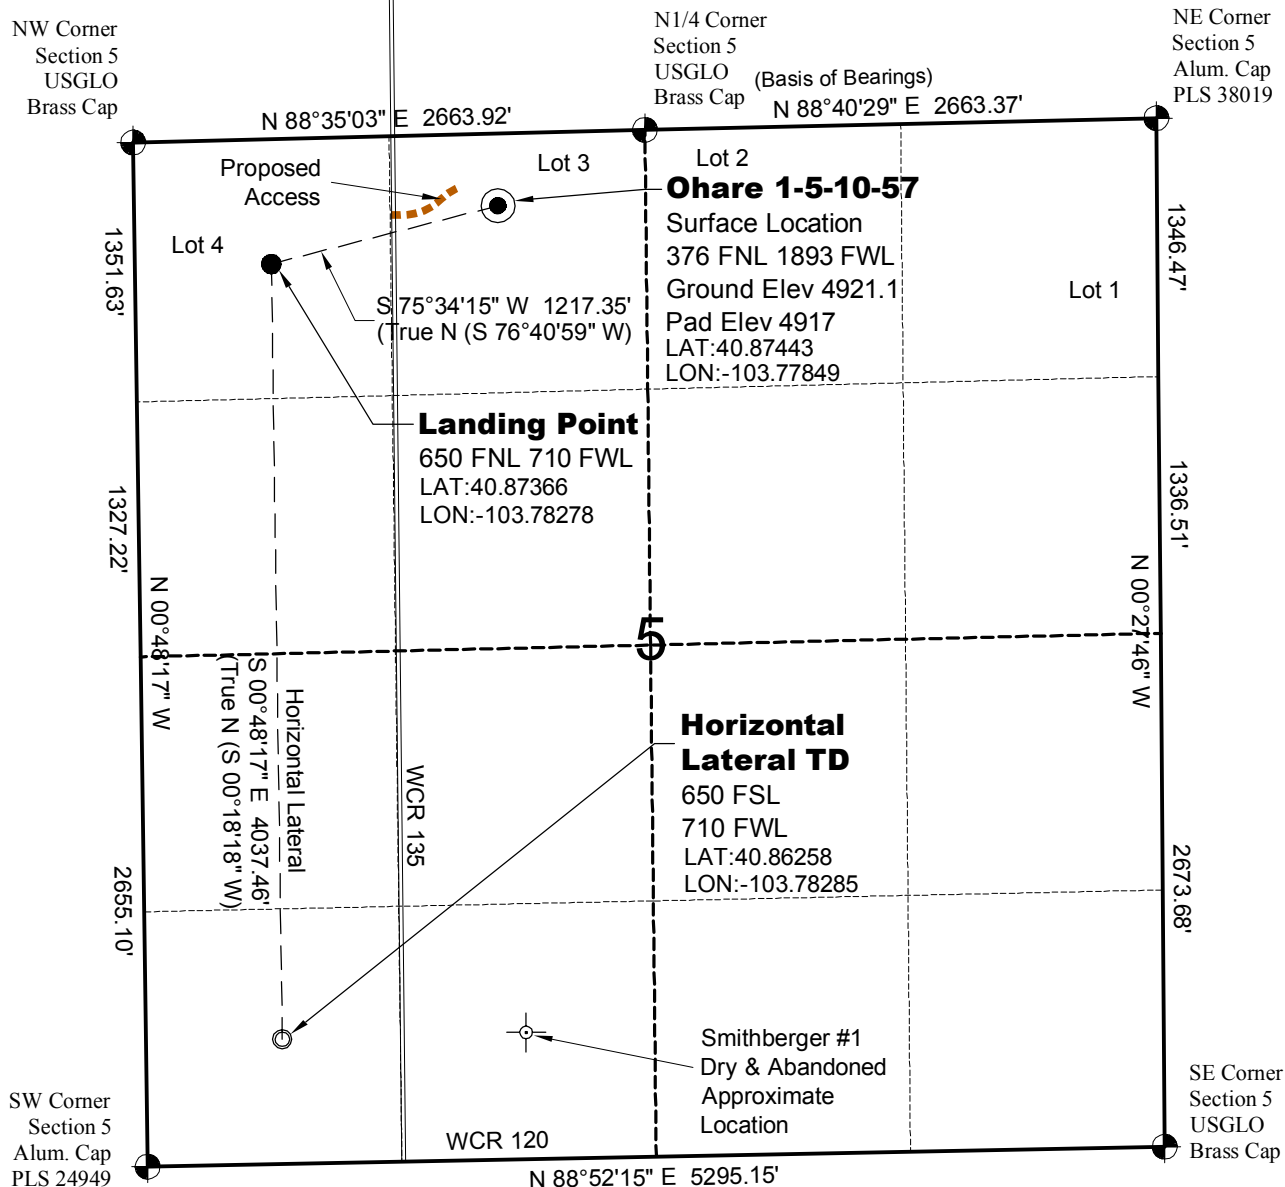 NW Corner
Section 5
USGLO
Brass Cap
N1/4 Corner
Section 5
USGLO
Brass Cap
(Basis of Bearings)
NE Corner
Section 5
Alum. Cap
PLS 38019
N 88°35'03" E 2663.92'
N 88°40'29" E 2663.37'
Proposed
Access
Lot 3
Lot 2
Lot 4
Lot 1
Ohare 1-5-10-57
Surface Location
376 FNL 1893 FWL
Ground Elev 4921.1
Pad Elev 4917
LAT:40.87443
LON:-103.77849
1351.63'
1346.47'
S 75°34'15" W 1217.35'
(True N (S 76°40'59" W)
Landing Point
650 FNL 710 FWL
LAT:40.87366
LON:-103.78278
1327.22'
1336.51'
N 00°48'17" W
N 00°27'46" W
5
Horizontal Lateral
S 00°48'17" E 4037.46'
(True N (S 00°18'18" W)
WCR 135
Horizontal
Lateral TD
650 FSL
710 FWL
LAT:40.86258
LON:-103.78285
2655.10'
2673.68'
Smithberger #1
Dry & Abandoned
Approximate
Location
SW Corner
Section 5
Alum. Cap
PLS 24949
WCR 120
N 88°52'15" E 5295.15'
SE Corner
Section 5
USGLO
Brass Cap